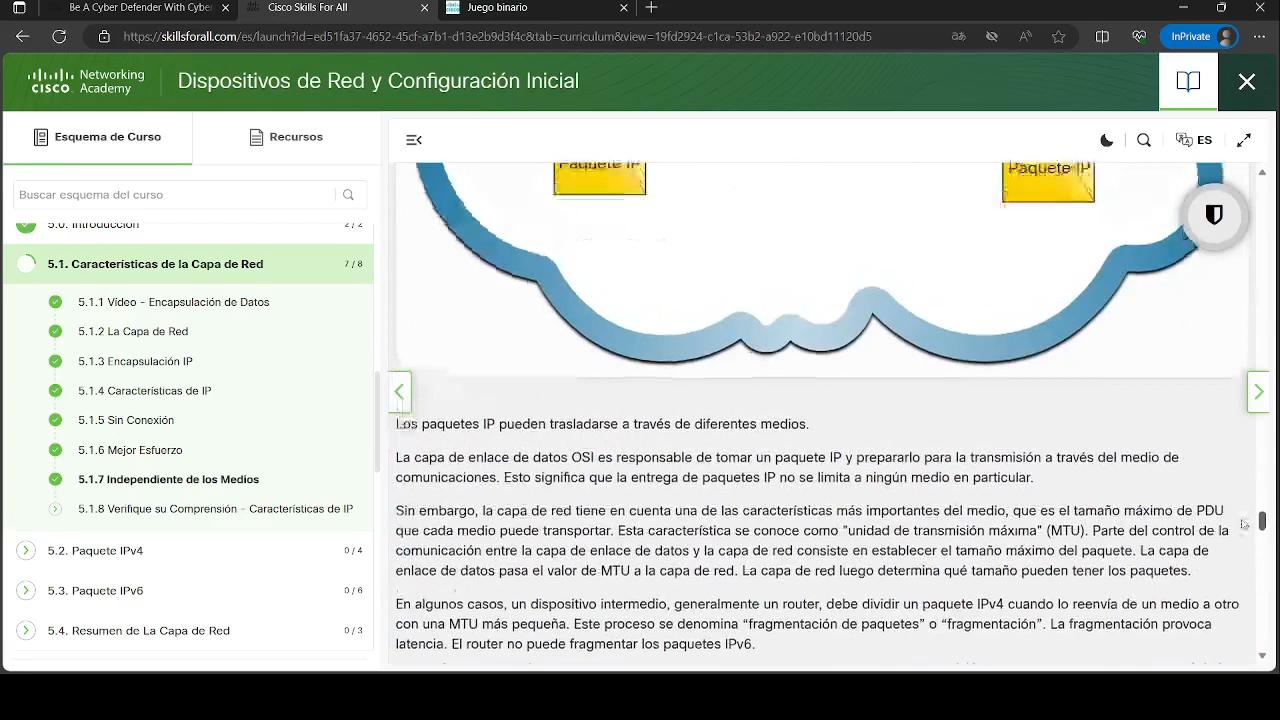 Be A Cyber Defender With Cyber
Cisco Skills For All
Juego binario
https://skillsforall.com/es/launch?id=ed51fa37-4652-45cf-a7b1-d13e2b9d3f4c8&tab=curriculum&view=19fd2924-c1ca-53b2-a922-e10bd11120d5
InPrivate
Networking
CISCO Academy
Dispositivos de Red y Configuración Inicial
Esquema de Curso
Recursos
ES
Buscar esquema del curso
5.0. Introducción 2 / 2
5.1. Características de la Capa de Red 7 / 8
5.1.1 Vídeo - Encapsulación de Datos
5.1.2 La Capa de Red
5.1.3 Encapsulación IP
5.1.4 Características de IP
5.1.5 Sin Conexión
5.1.6 Mejor Esfuerzo
5.1.7 Independiente de los Medios
5.1.8 Verifique su Comprensión - Características de IP
5.2. Paquete IPv4 0 / 4
5.3. Paquete IPv6 0 / 6
5.4. Resumen de La Capa de Red 0 / 3
Paquete IP
Paquete IP
Los paquetes IP pueden trasladarse a través de diferentes medios.
La capa de enlace de datos OSI es responsable de tomar un paquete IP y prepararlo para la transmisión a través del medio de
comunicaciones. Esto significa que la entrega de paquetes IP no se limita a ningún medio en particular.
Sin embargo, la capa de red tiene en cuenta una de las características más importantes del medio, que es el tamaño máximo de PDU
que cada medio puede transportar. Esta característica se conoce como "unidad de transmisión máxima" (MTU). Parte del control de la
comunicación entre la capa de enlace de datos y la capa de red consiste en establecer el tamaño máximo del paquete. La capa de
enlace de datos pasa el valor de MTU a la capa de red. La capa de red luego determina qué tamaño pueden tener los paquetes.
En algunos casos, un dispositivo intermedio, generalmente un router, debe dividir un paquete IPv4 cuando lo reenvía de un medio a otro
con una MTU más pequeña. Este proceso se denomina “fragmentación de paquetes” o “fragmentación”. La fragmentación provoca
latencia. El router no puede fragmentar los paquetes IPv6.